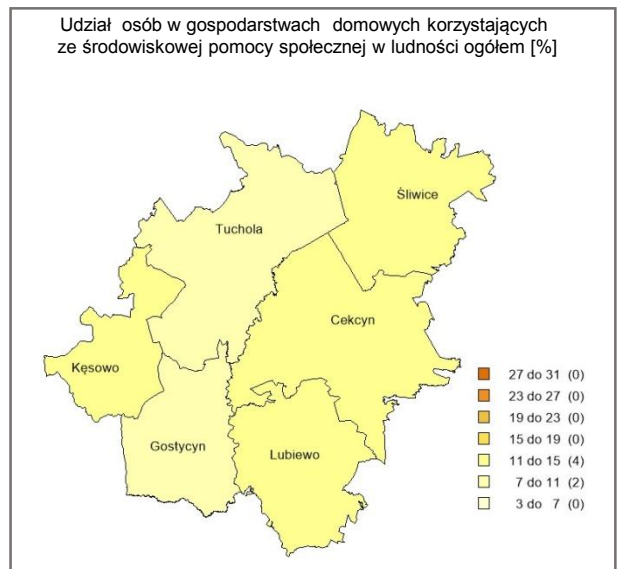 Udział osób w gospodarstwach domowych korzystających
ze środowiskowej pomocy społecznej w ludności ogółem [%]
Śliwice
Tuchola
Cekcyn
Kęsowo
Gostycyn
Lubiewo
27 do 31 (0)
23 do 27 (0)
19 do 23 (0)
15 do 19 (0)
11 do 15 (4)
7 do 11 (2)
3 do 7 (0)